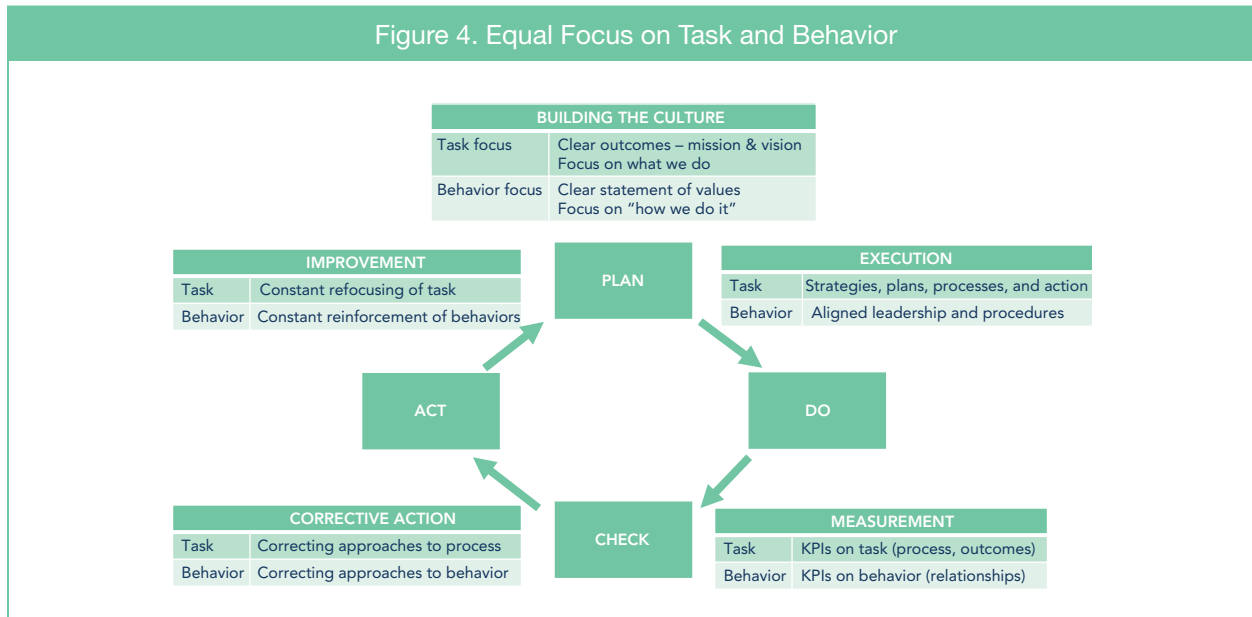 Figure 4. Equal Focus on Task and Behavior
BUILDING THE CULTURE
Task focus Clear outcomes – mission & vision
Focus on what we do
Behavior focus Clear statement of values
Focus on “how we do it”
IMPROVEMENT
Task Constant refocusing of task
Behavior Constant reinforcement of behaviors
PLAN
EXECUTION
Task Strategies, plans, processes, and action
Behavior Aligned leadership and procedures
ACT
DO
CORRECTIVE ACTION
Task Correcting approaches to process
Behavior Correcting approaches to behavior
CHECK
MEASUREMENT
Task KPIs on task (process, outcomes)
Behavior KPIs on behavior (relationships)